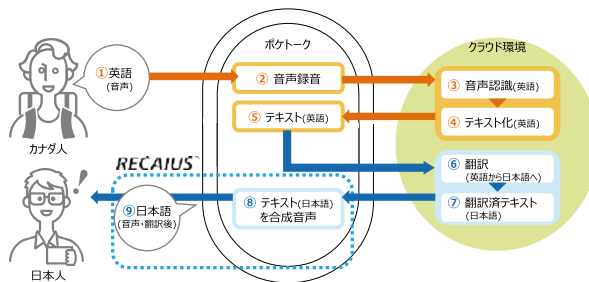 ポケトーク
クラウド環境
①英語
(音声)
② 音声録音
③ 音声認識(英語)
⑤ テキスト(英語)
④ テキスト化(英語)
カナダ人
RECAIUS™
⑥ 翻訳
(英語から日本語へ)
⑨日本語
(音声・翻訳後)
⑧ テキスト(日本語)
を合成音声
⑦ 翻訳済テキスト
(日本語)
日本人